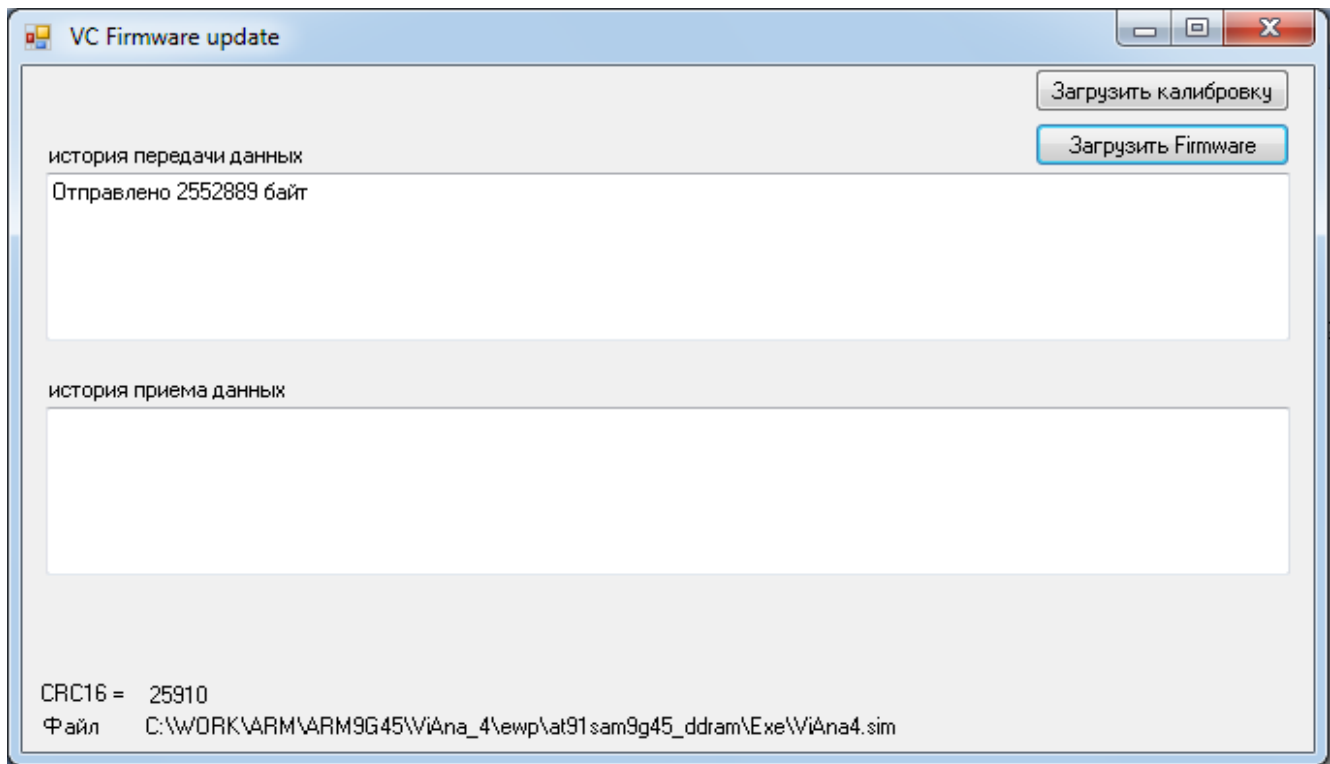 VC Firmware update
Загрузить калибровку
Загрузить Firmware
история передачи данных
Отправлено 2552889 байт
история приема данных
CRC16 = 25910
Файл C:\WORK\ARM\ARM9G45\ViAna_4\ewp\at91sam9g45_ddram\Exe\ViAna4.sim